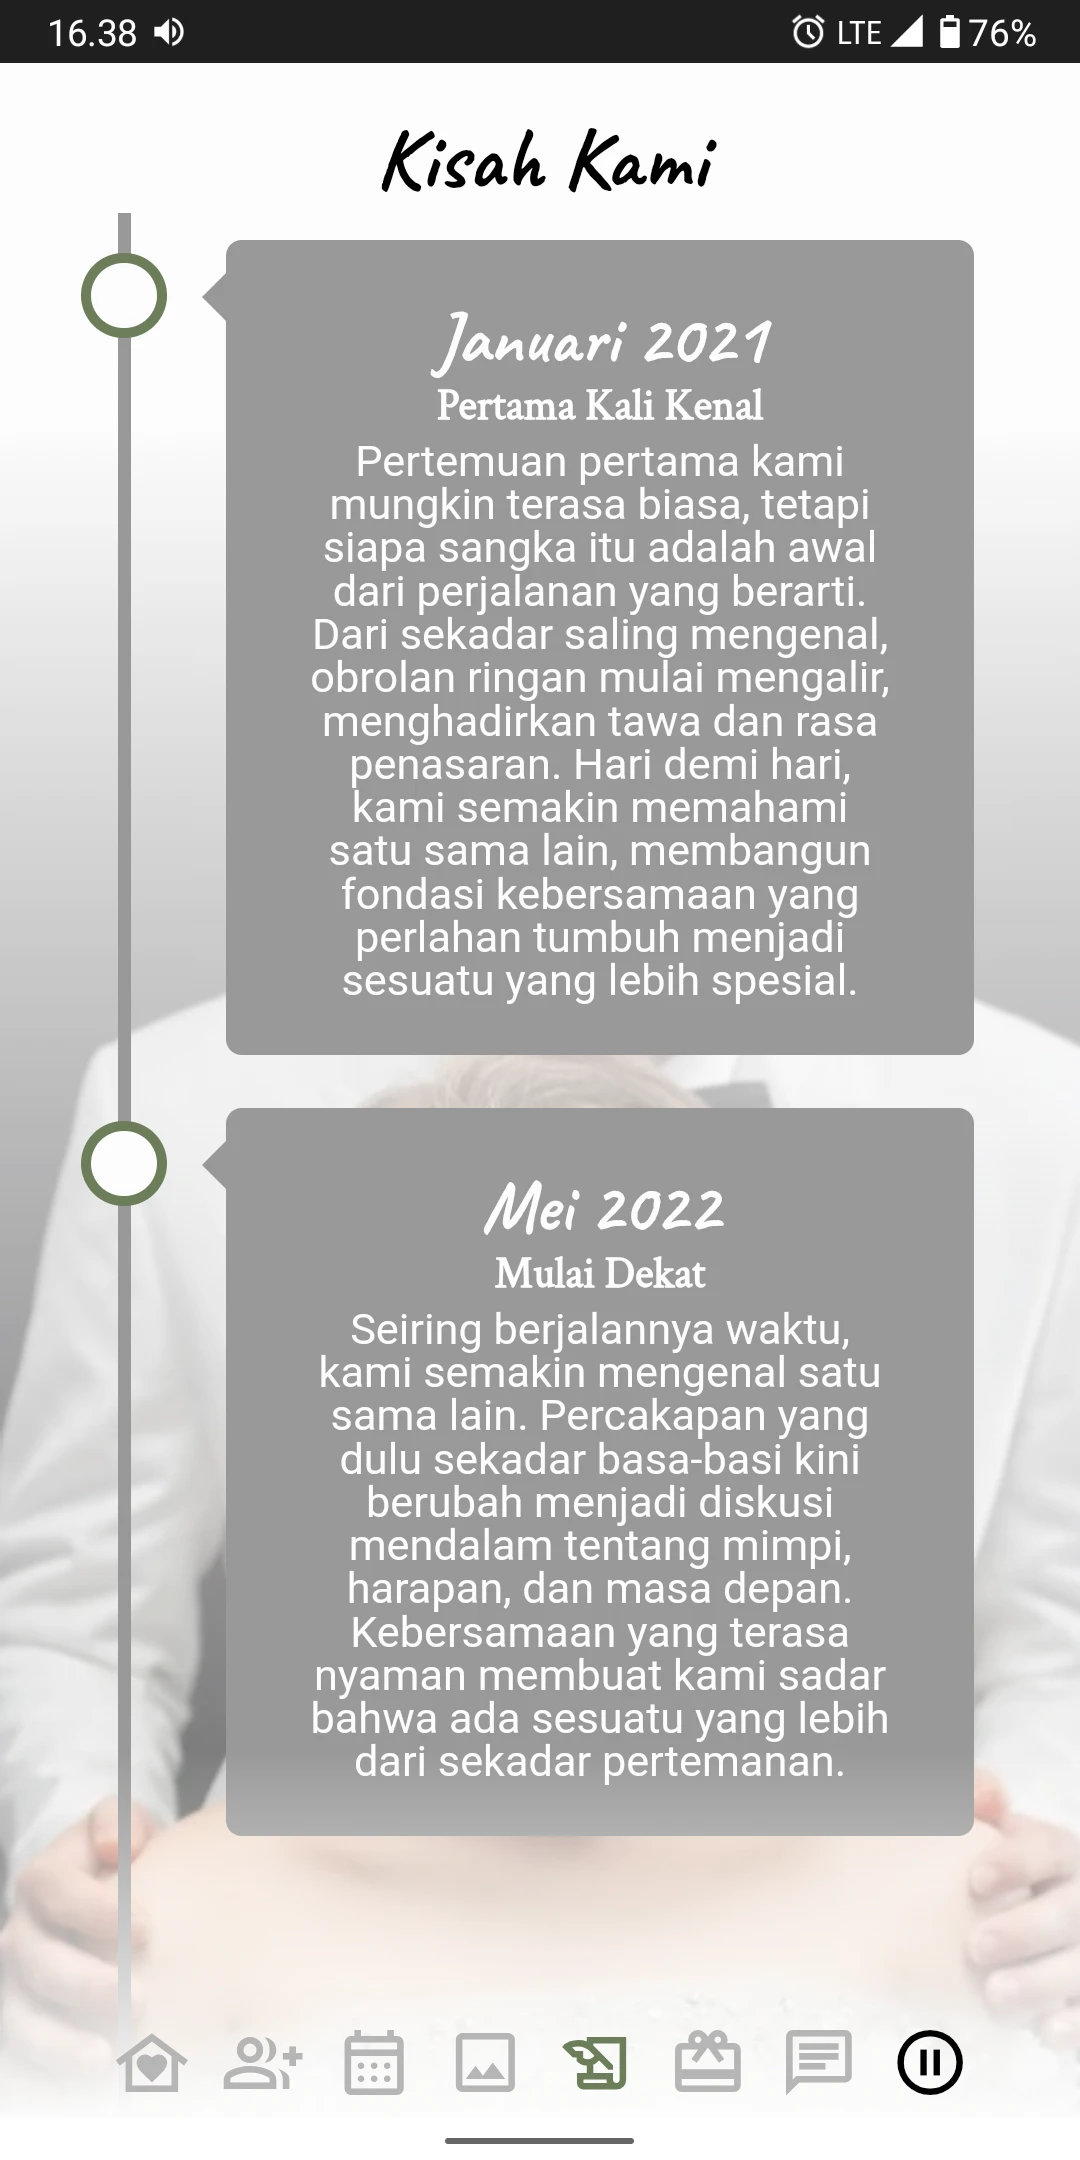 16.38
LTE
76%
Kisah Kami
Januari 2021
Pertama Kali Kenal
Pertemuan pertama kami
mungkin terasa biasa, tetapi
siapa sangka itu adalah awal
dari perjalanan yang berarti.
Dari sekadar saling mengenal,
obrolan ringan mulai mengalir,
menghadirkan tawa dan rasa
penasaran. Hari demi hari,
kami semakin memahami
satu sama lain, membangun
fondasi kebersamaan yang
perlahan tumbuh menjadi
sesuatu yang lebih spesial.
Mei 2022
Mulai Dekat
Seiring berjalannya waktu,
kami semakin mengenal satu
sama lain. Percakapan yang
dulu sekadar basa-basi kini
berubah menjadi diskusi
mendalam tentang mimpi,
harapan, dan masa depan.
Kebersamaan yang terasa
nyaman membuat kami sadar
bahwa ada sesuatu yang lebih
dari sekadar pertemanan.